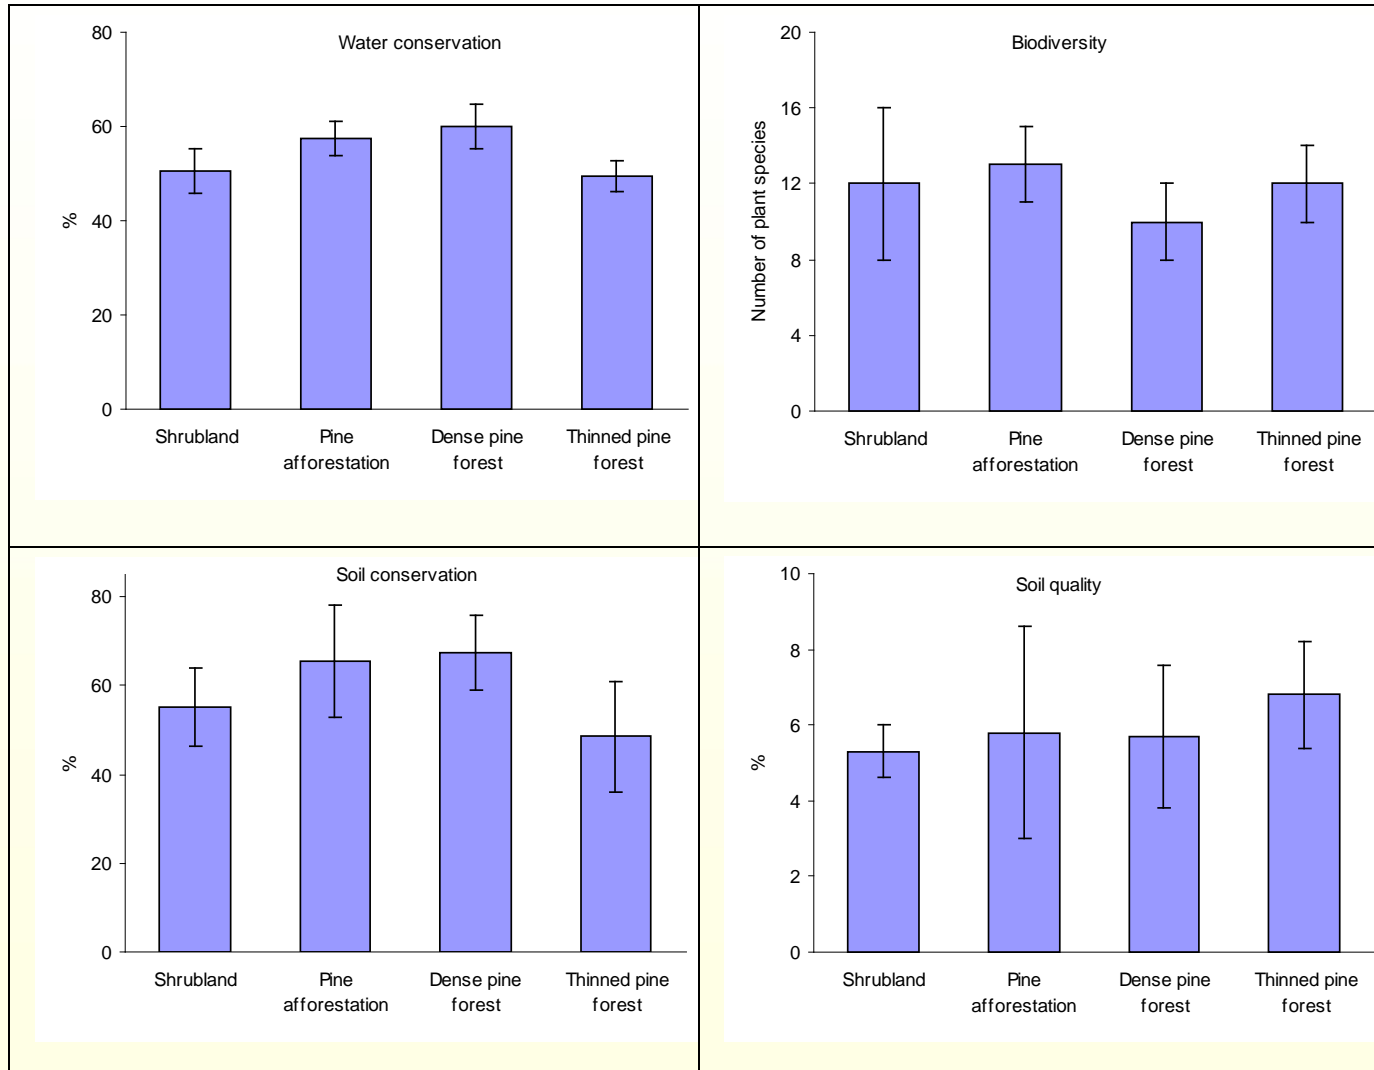 Water conservation
80
60
40
20
0
%
Shrubland
Pine
afforestation
Dense pine
forest
Thinned pine
forest
Biodiversity
20
16
12
8
4
0
Number of plant species
Shrubland
Pine
afforestation
Dense pine
forest
Thinned pine
forest
Soil conservation
80
60
40
20
0
%
Shrubland
Pine
afforestation
Dense pine
forest
Thinned pine
forest
Soil quality
10
8
6
4
2
0
%
Shrubland
Pine
afforestation
Dense pine
forest
Thinned pine
forest